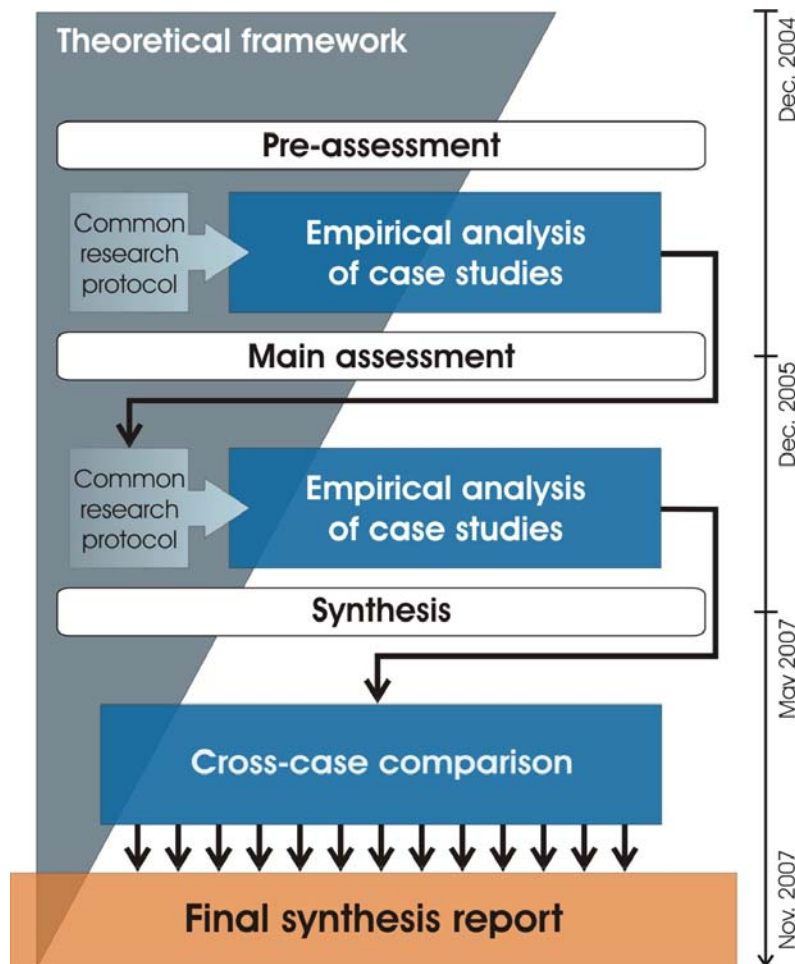 Theoretical framework
Pre-assessment
Common
research
protocol
Empirical analysis
of case studies
Main assessment
Common
research
protocol
Empirical analysis
of case studies
Synthesis
Cross-case comparison
Final synthesis report
Dec. 2004
Dec. 2005
May 2007
Nov. 2007